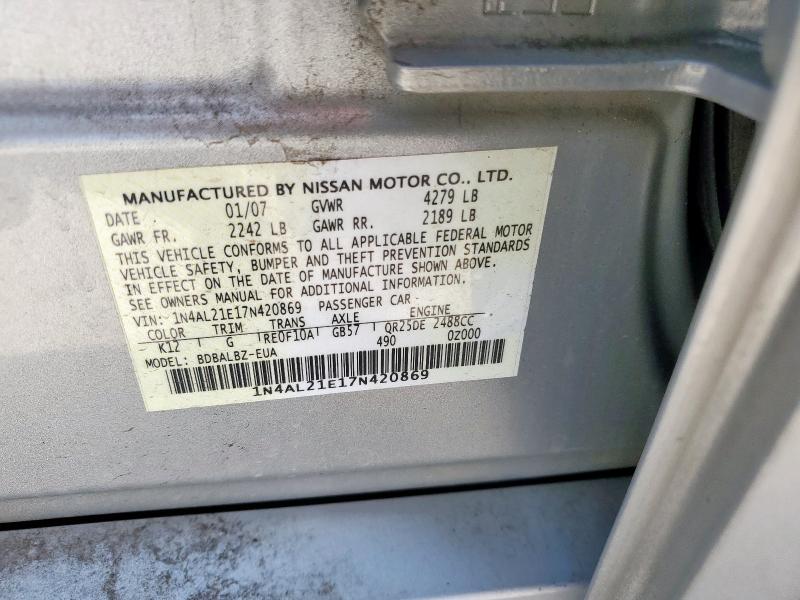 MANUFACTURED BY NISSAN MOTOR CO., LTD.
DATE 01/07 GVWR 4279 LB
GAWR FR. 2242 LB GAWR RR. 2189 LB
THIS VEHICLE CONFORMS TO ALL APPLICABLE FEDERAL MOTOR
VEHICLE SAFETY, BUMPER AND THEFT PREVENTION STANDARDS
IN EFFECT ON THE DATE OF MANUFACTURE SHOWN ABOVE.
SEE OWNERS MANUAL FOR ADDITIONAL INFORMATION.
VIN: 1N4AL21E17N420869 PASSENGER CAR
COLOR TRIM TRANS AXLE ENGINE
K12 G RE0F10A GB57 QR25DE 2488CC
MODEL: BDBALBZ-EUA 490 0Z000
1N4AL21E17N420869